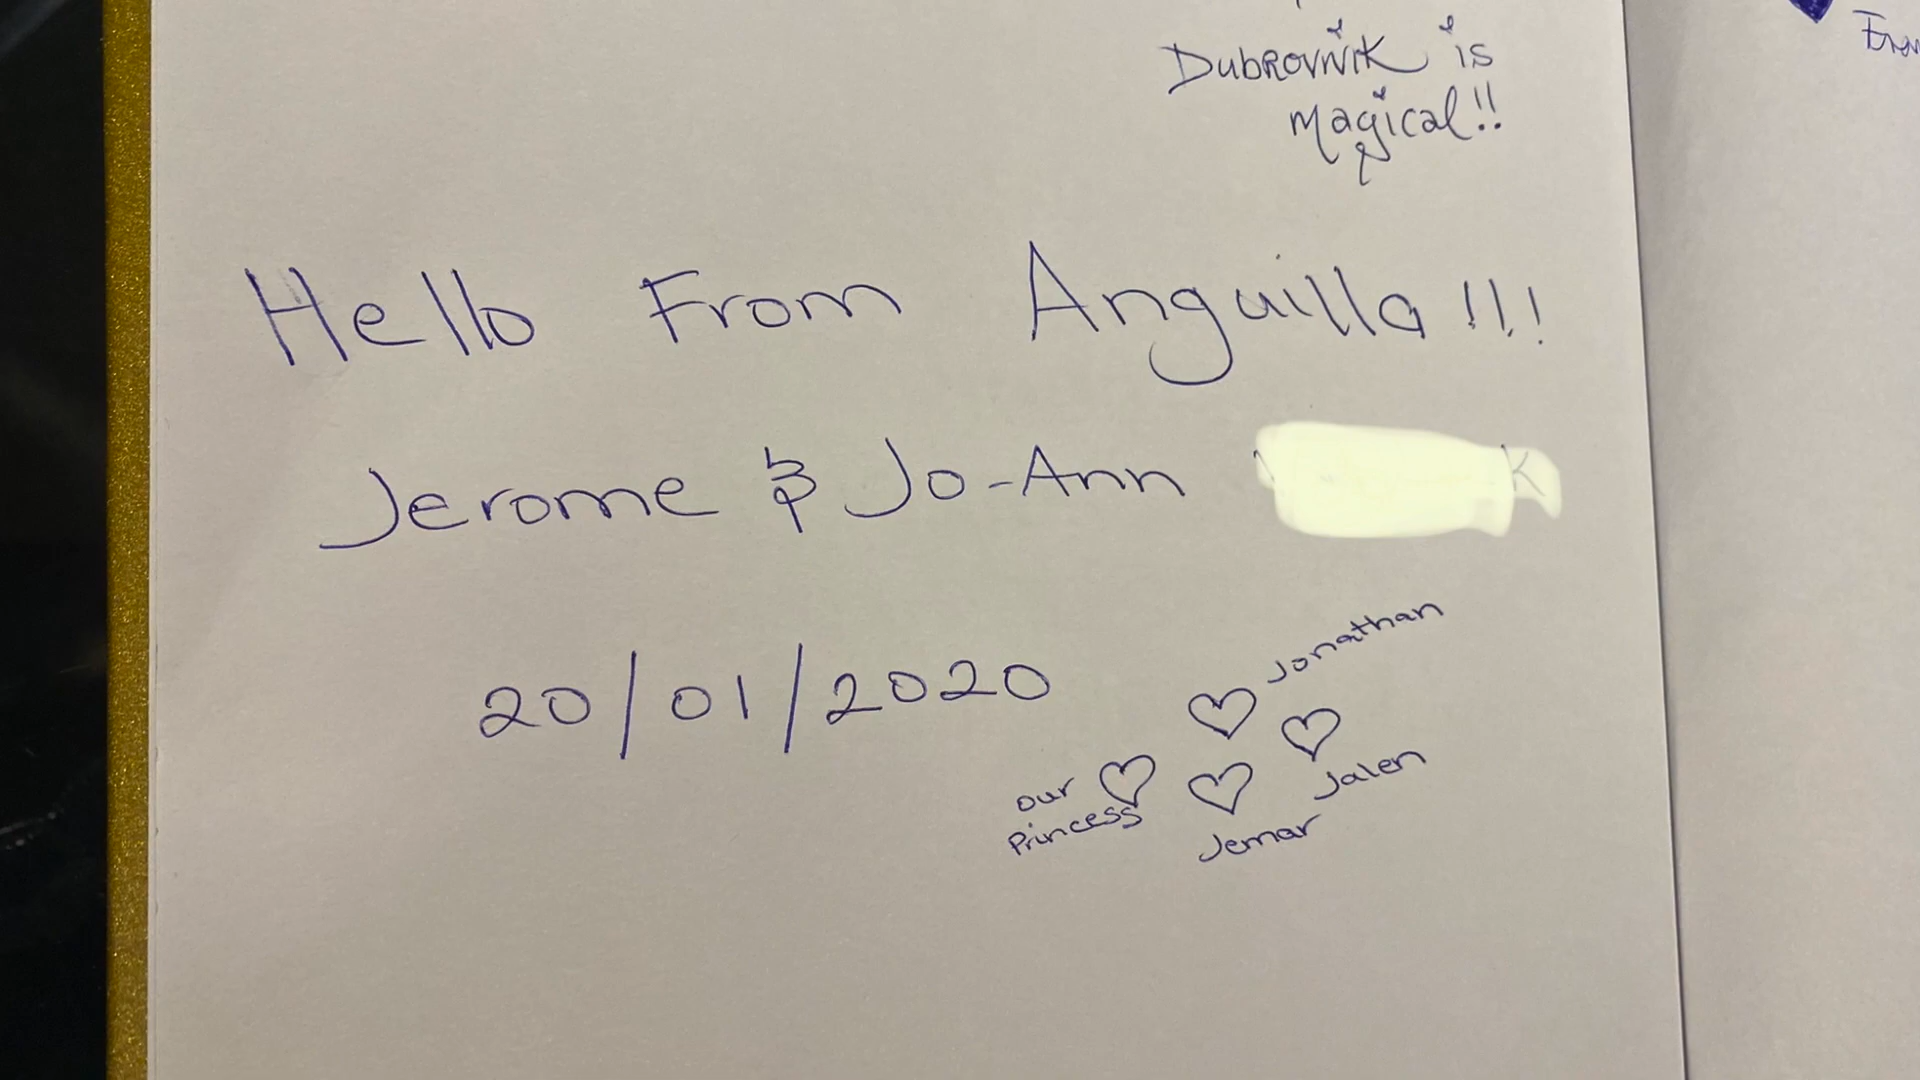 Dubrovnik is
magical!!
Hello From Anguilla!!!
Jerome & Jo-Ann
20/01/2020
Jonathan
Jalen
our
Princess
Jemar